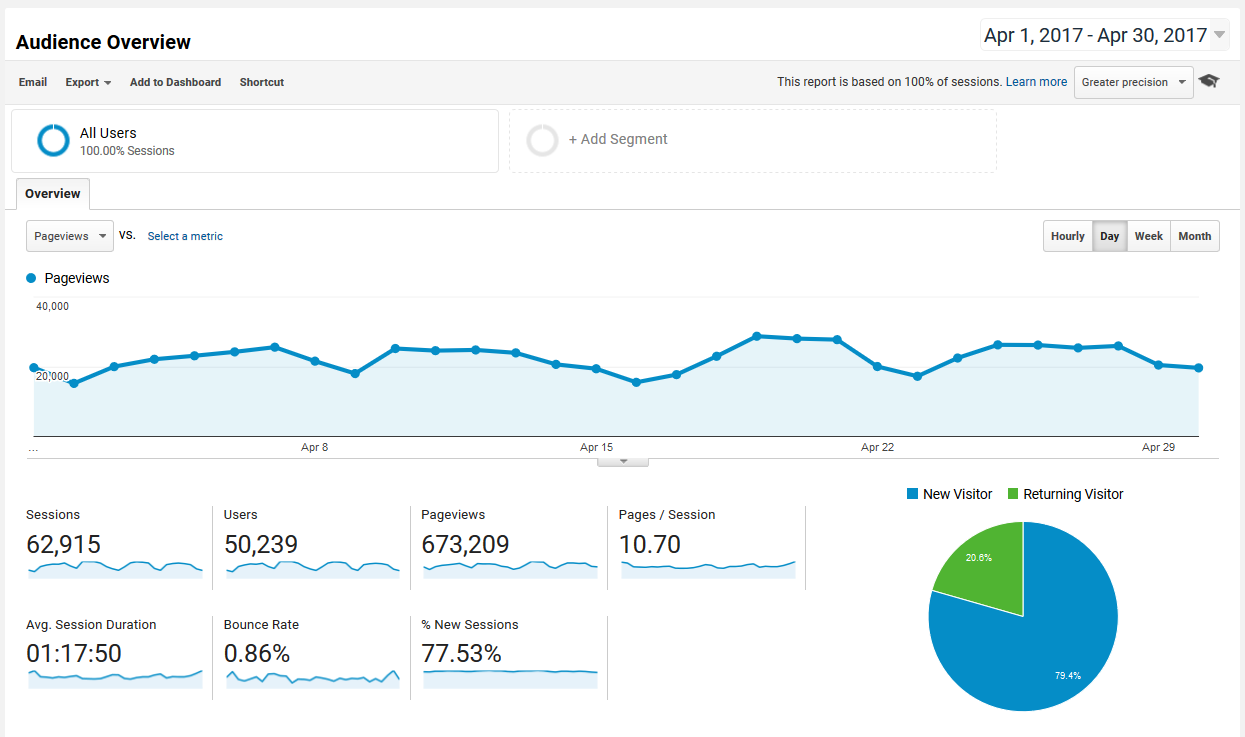 Audience Overview
Apr 1, 2017 - Apr 30, 2017
Email Export Add to Dashboard Shortcut
This report is based on 100% of sessions. Learn more Greater precision
All Users
100.00% Sessions
+ Add Segment
Overview
Pageviews VS. Select a metric
Hourly Day Week Month
Pageviews
40,000
20,000
... Apr 8 Apr 15 Apr 22 Apr 29
New Visitor Returning Visitor
Sessions
62,915
Users
50,239
Pageviews
673,209
Pages / Session
10.70
Avg. Session Duration
01:17:50
Bounce Rate
0.86%
% New Sessions
77.53%
20.6%
79.4%